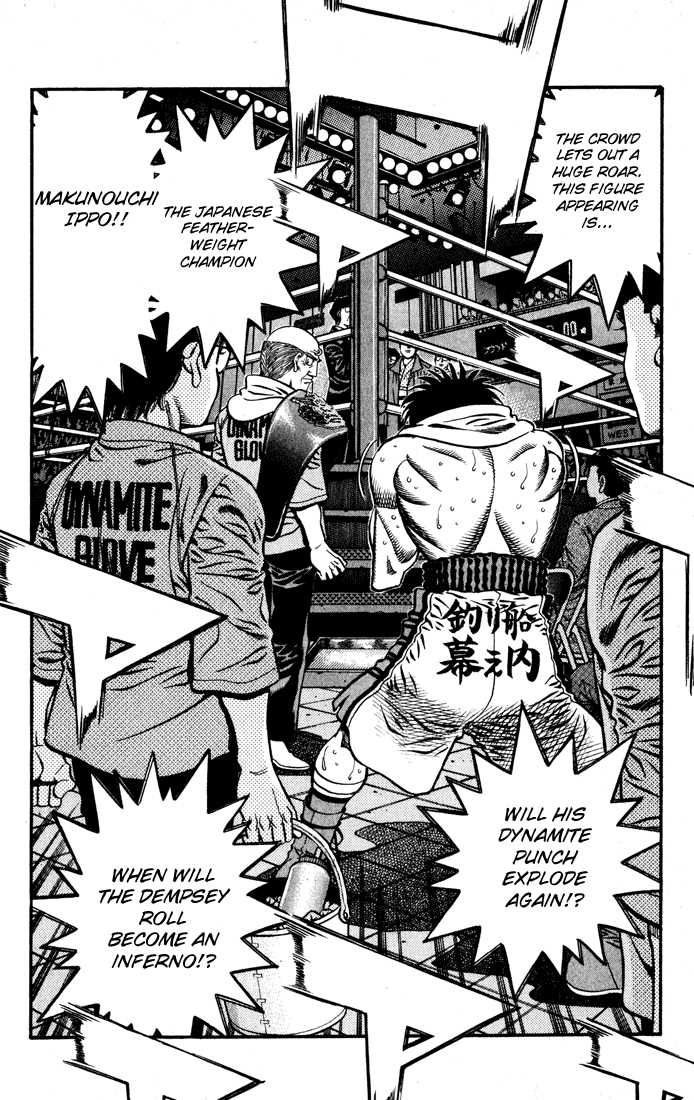 THE CROWD
LETS OUT A
HUGE ROAR.
THIS FIGURE
APPEARING
IS...
THE JAPANESE
FEATHER-
WEIGHT
CHAMPION
MAKUNOUCHI
IPPO!!
DYNAMITE
GLOVE
DYNAMITE
GLOVE
WEST
釣り船
幕之内
WILL HIS
DYNAMITE
PUNCH
EXPLODE
AGAIN!?
WHEN WILL
THE DEMPSEY
ROLL
BECOME AN
INFERNO!?